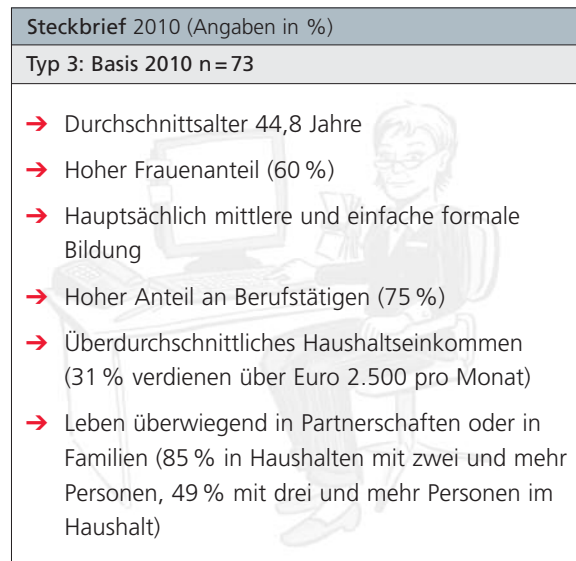 Steckbrief 2010 (Angaben in %)
Typ 3: Basis 2010 n = 73
➔ Durchschnittsalter 44,8 Jahre
➔ Hoher Frauenanteil (60 %)
➔ Hauptsächlich mittlere und einfache formale
Bildung
➔ Hoher Anteil an Berufstätigen (75 %)
➔ Überdurchschnittliches Haushaltseinkommen
(31 % verdienen über Euro 2.500 pro Monat)
➔ Leben überwiegend in Partnerschaften oder in
Familien (85 % in Haushalten mit zwei und mehr
Personen, 49 % mit drei und mehr Personen im
Haushalt)